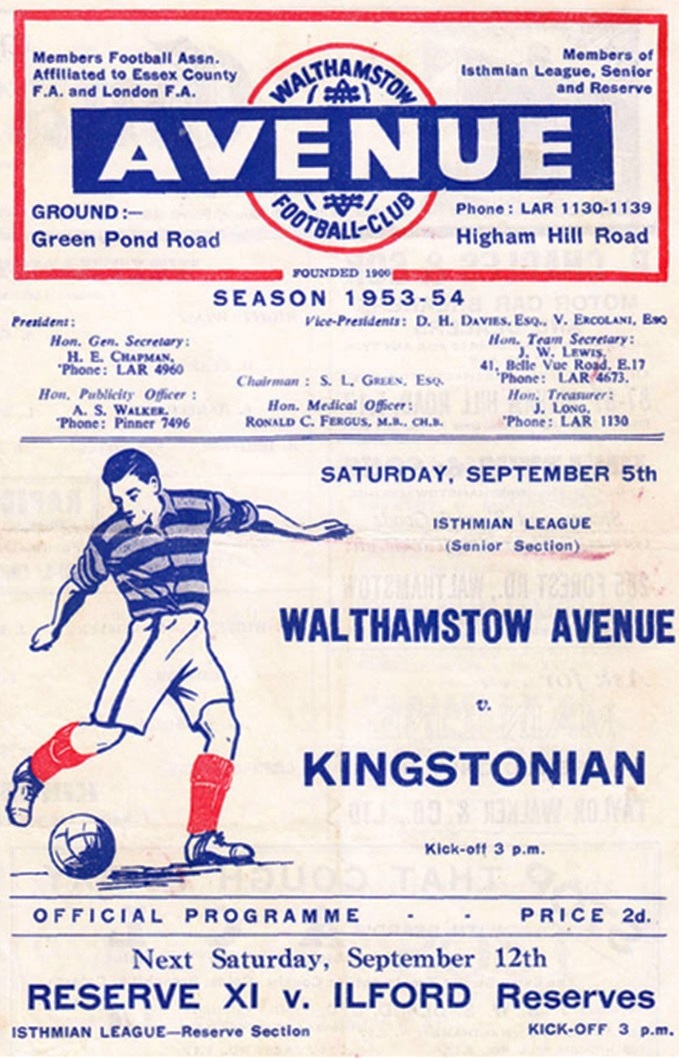 Members Football Assn.
Affiliated to Essex County
F.A. and London F.A.
Members of
Isthmian League, Senior
and Reserve
WALTHAMSTOW
AVENUE
FOOTBALL-CLUB
GROUND:—
Green Pond Road
Phone: LAR 1130-1139
Higham Hill Road
FOUNDED 1900
SEASON 1953-54
President:
Vice-Presidents: D. H. DAVIES, ESQ., V. ERCOLANI, ESQ
Hon. Gen. Secretary:
H. E. CHAPMAN,
'Phone: LAR 4960
Hon. Team Secretary:
J. W. LEWIS,
41, Belle Vue Road, E.17
'Phone: LAR 4673.
Chairman: S. L. GREEN, ESQ.
Hon. Publicity Officer:
A. S. WALKER,
'Phone: Pinner 7496
Hon. Medical Officer:
RONALD C. FERGUS, M.B., CH.B.
Hon. Treasurer:
J. LONG,
'Phone: LAR 1130
SATURDAY, SEPTEMBER 5th
ISTHMIAN LEAGUE
(Senior Section)
WALTHAMSTOW AVENUE
v.
KINGSTONIAN
Kick-off 3 p.m.
OFFICIAL PROGRAMME - - PRICE 2d.
Next Saturday, September 12th
RESERVE XI v. ILFORD Reserves
ISTHMIAN LEAGUE—Reserve Section KICK-OFF 3 p.m.